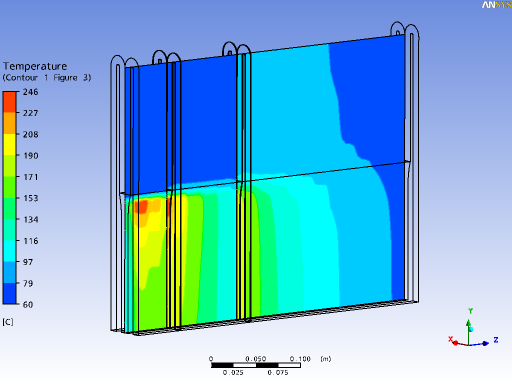 ANSYS
Temperature
(Contour 1 Figure 3)
246
227
208
190
171
153
134
116
97
79
60
[C]
0 0.050 0.100 (m)
0.025 0.075
Y
X Z